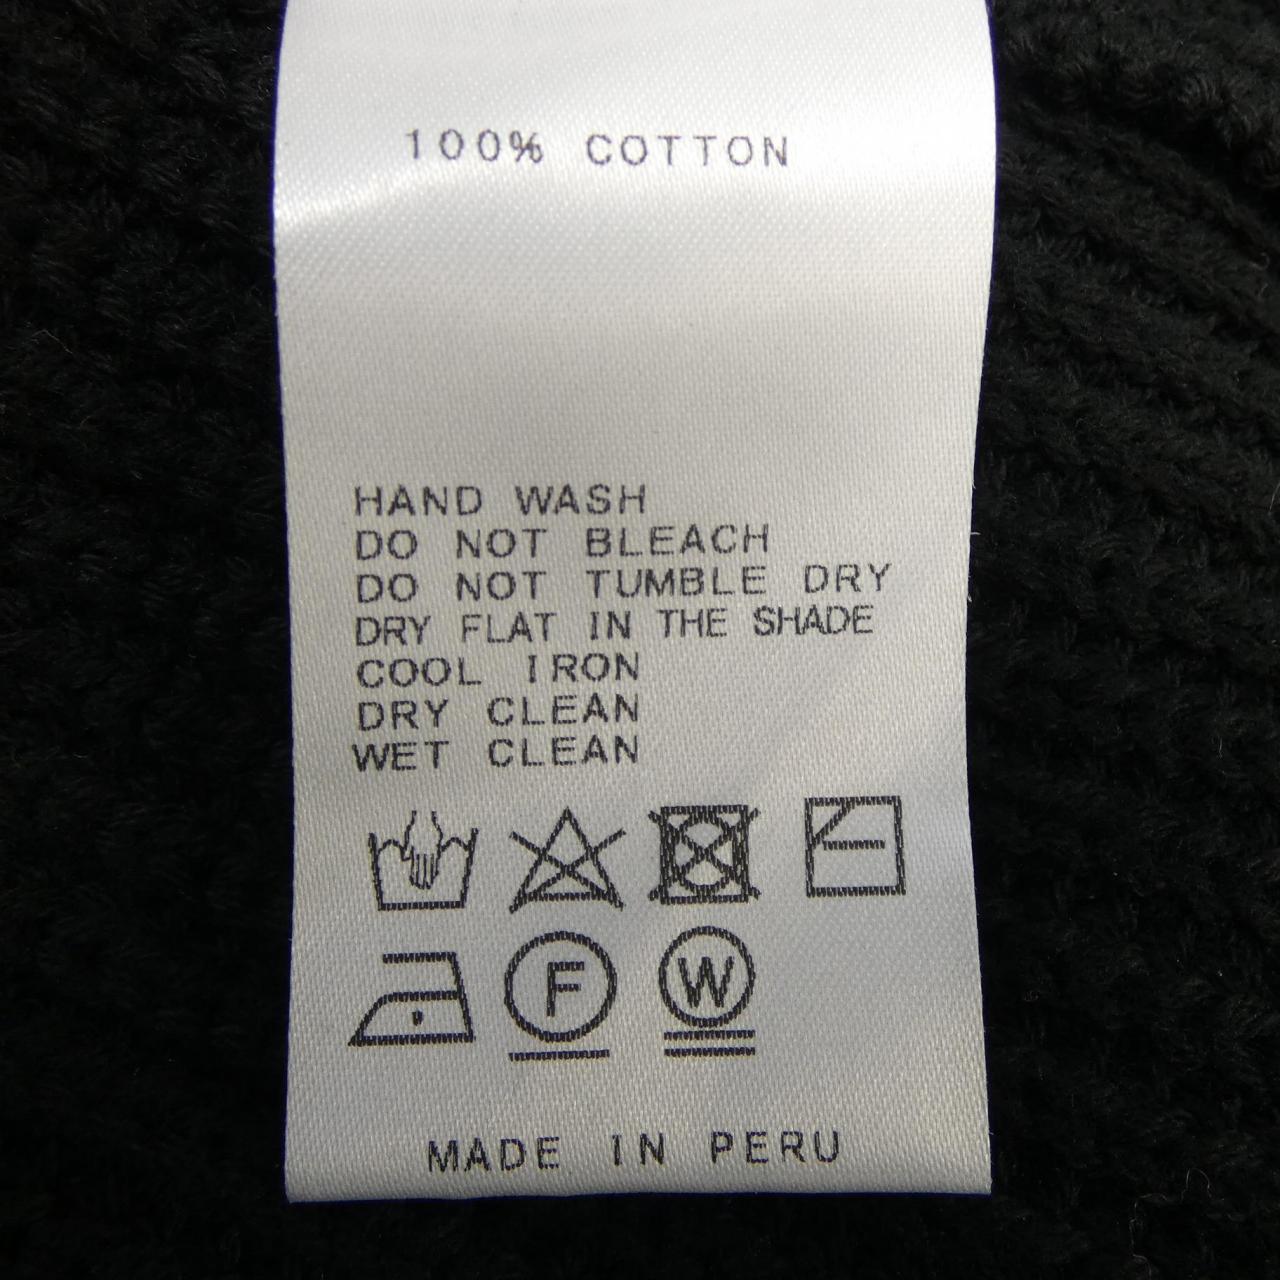 100% COTTON
HAND WASH
DO NOT BLEACH
DO NOT TUMBLE DRY
DRY FLAT IN THE SHADE
COOL IRON
DRY CLEAN
WET CLEAN
F W
MADE IN PERU